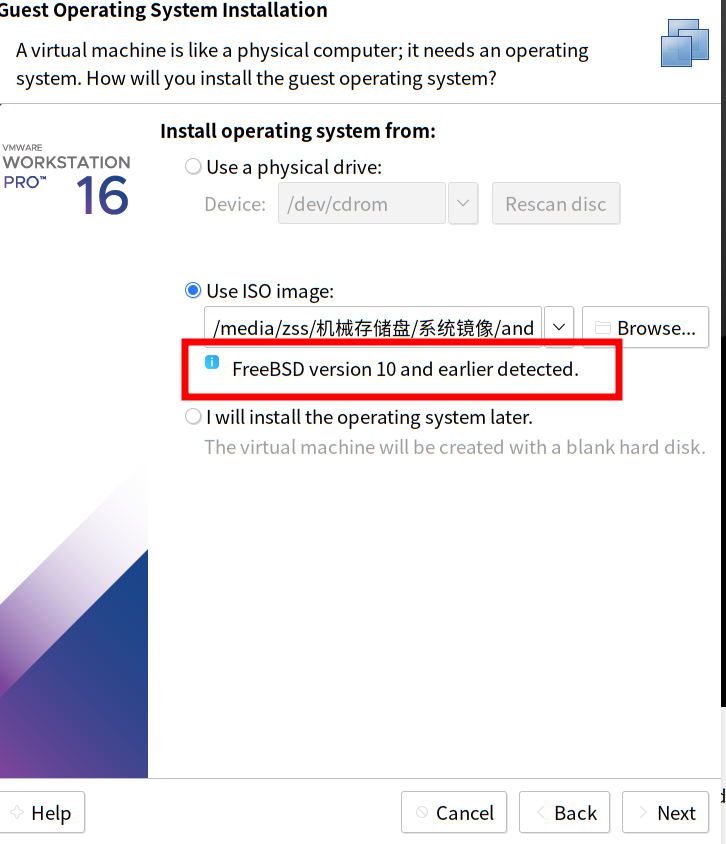 Guest Operating System Installation
A virtual machine is like a physical computer; it needs an operating
system. How will you install the guest operating system?
VMWARE
WORKSTATION
PRO™ 16
Install operating system from:
Use a physical drive:
Device: /dev/cdrom Rescan disc
Use ISO image:
/media/zss/机械存储盘/系统镜像/and Browse...
FreeBSD version 10 and earlier detected.
I will install the operating system later.
The virtual machine will be created with a blank hard disk.
Help Cancel Back Next